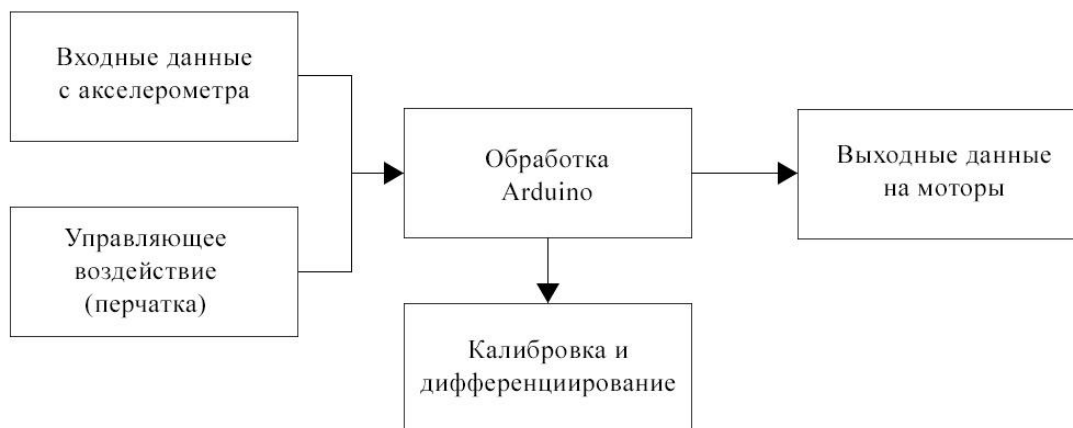 Входные данные
с акселерометра
Управляющее
воздействие
(перчатка)
Обработка
Arduino
Калибровка и
дифференциирование
Выходные данные
на моторы